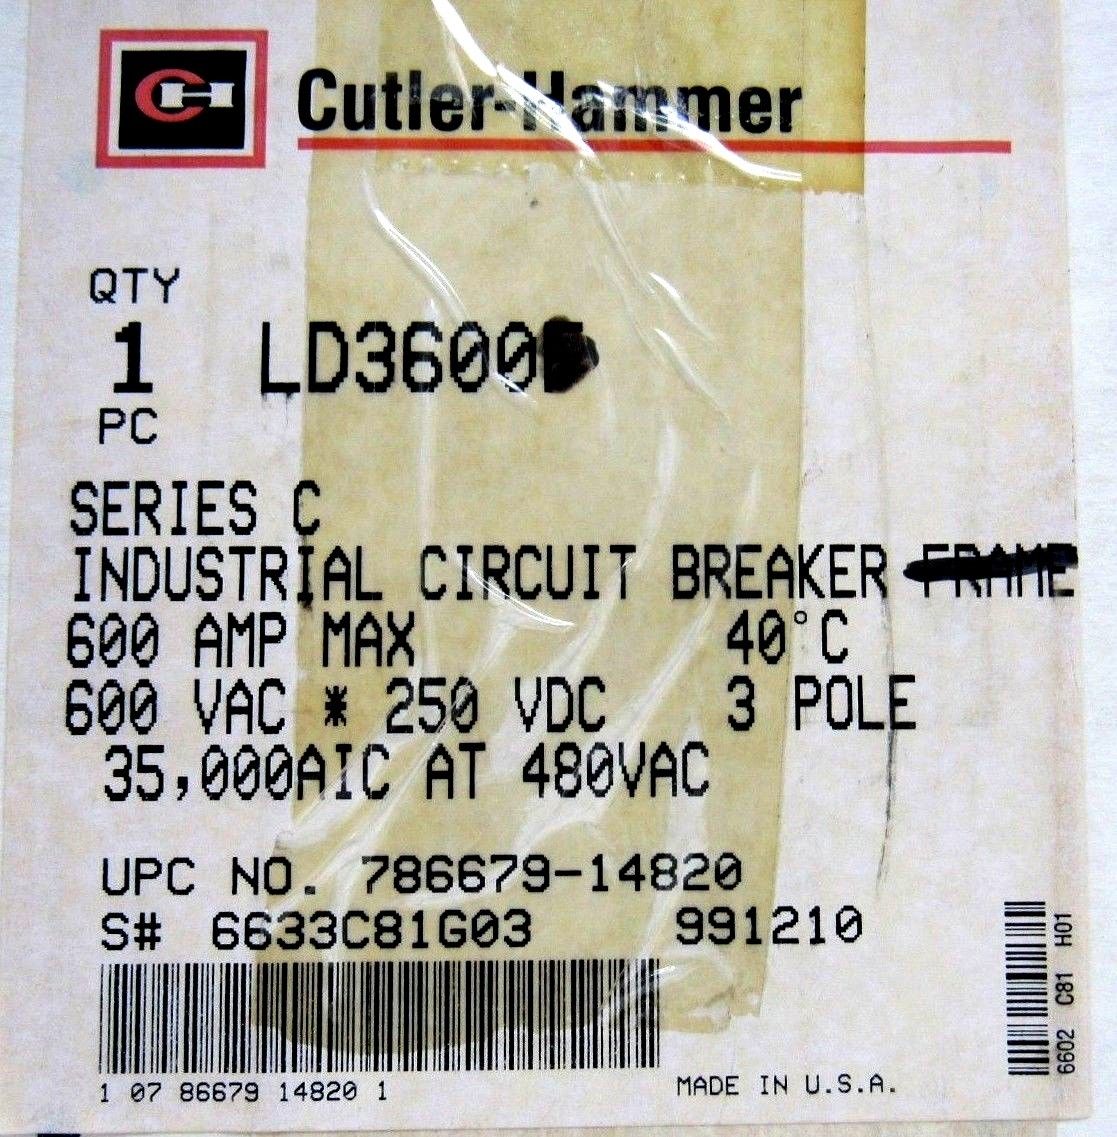 CH
Cutler-Hammer
QTY
1 LD3600
PC
SERIES C
INDUSTRIAL CIRCUIT BREAKER FRAME
600 AMP MAX 40°C
600 VAC * 250 VDC 3 POLE
35,000AIC AT 480VAC
UPC NO. 786679-14820
S# 6633C81G03 991210
1 07 86679 14820 1
MADE IN U.S.A.
6602 C81 H01